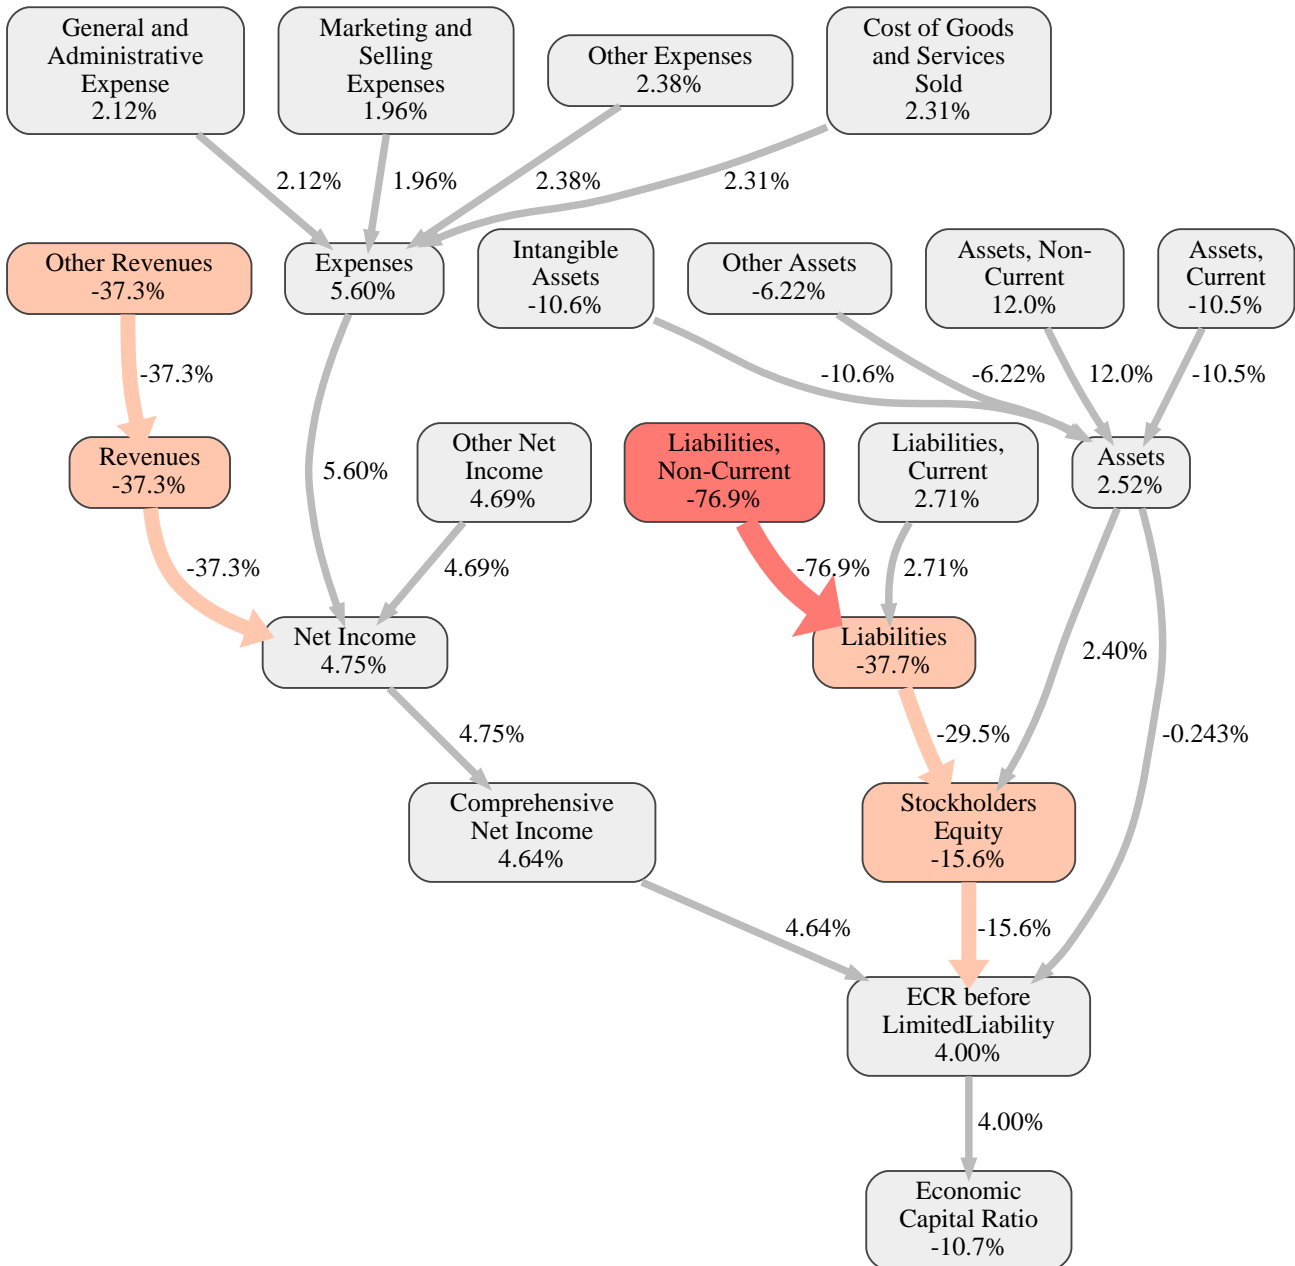 General and
Administrative
Expense
2.12%
Marketing and
Selling
Expenses
1.96%
Other Expenses
2.38%
Cost of Goods
and Services
Sold
2.31%
2.12%
1.96%
2.38%
2.31%
Other Revenues
-37.3%
Expenses
5.60%
Intangible
Assets
-10.6%
Other Assets
-6.22%
Assets, Non-
Current
12.0%
Assets,
Current
-10.5%
-37.3%
-10.6%
-6.22%
12.0%
-10.5%
Revenues
-37.3%
5.60%
Other Net
Income
4.69%
Liabilities,
Non-Current
-76.9%
Liabilities,
Current
2.71%
Assets
2.52%
-37.3%
4.69%
-76.9%
2.71%
Net Income
4.75%
Liabilities
-37.7%
2.40%
4.75%
-29.5%
-0.243%
Comprehensive
Net Income
4.64%
Stockholders
Equity
-15.6%
4.64%
-15.6%
ECR before
LimitedLiability
4.00%
4.00%
Economic
Capital Ratio
-10.7%